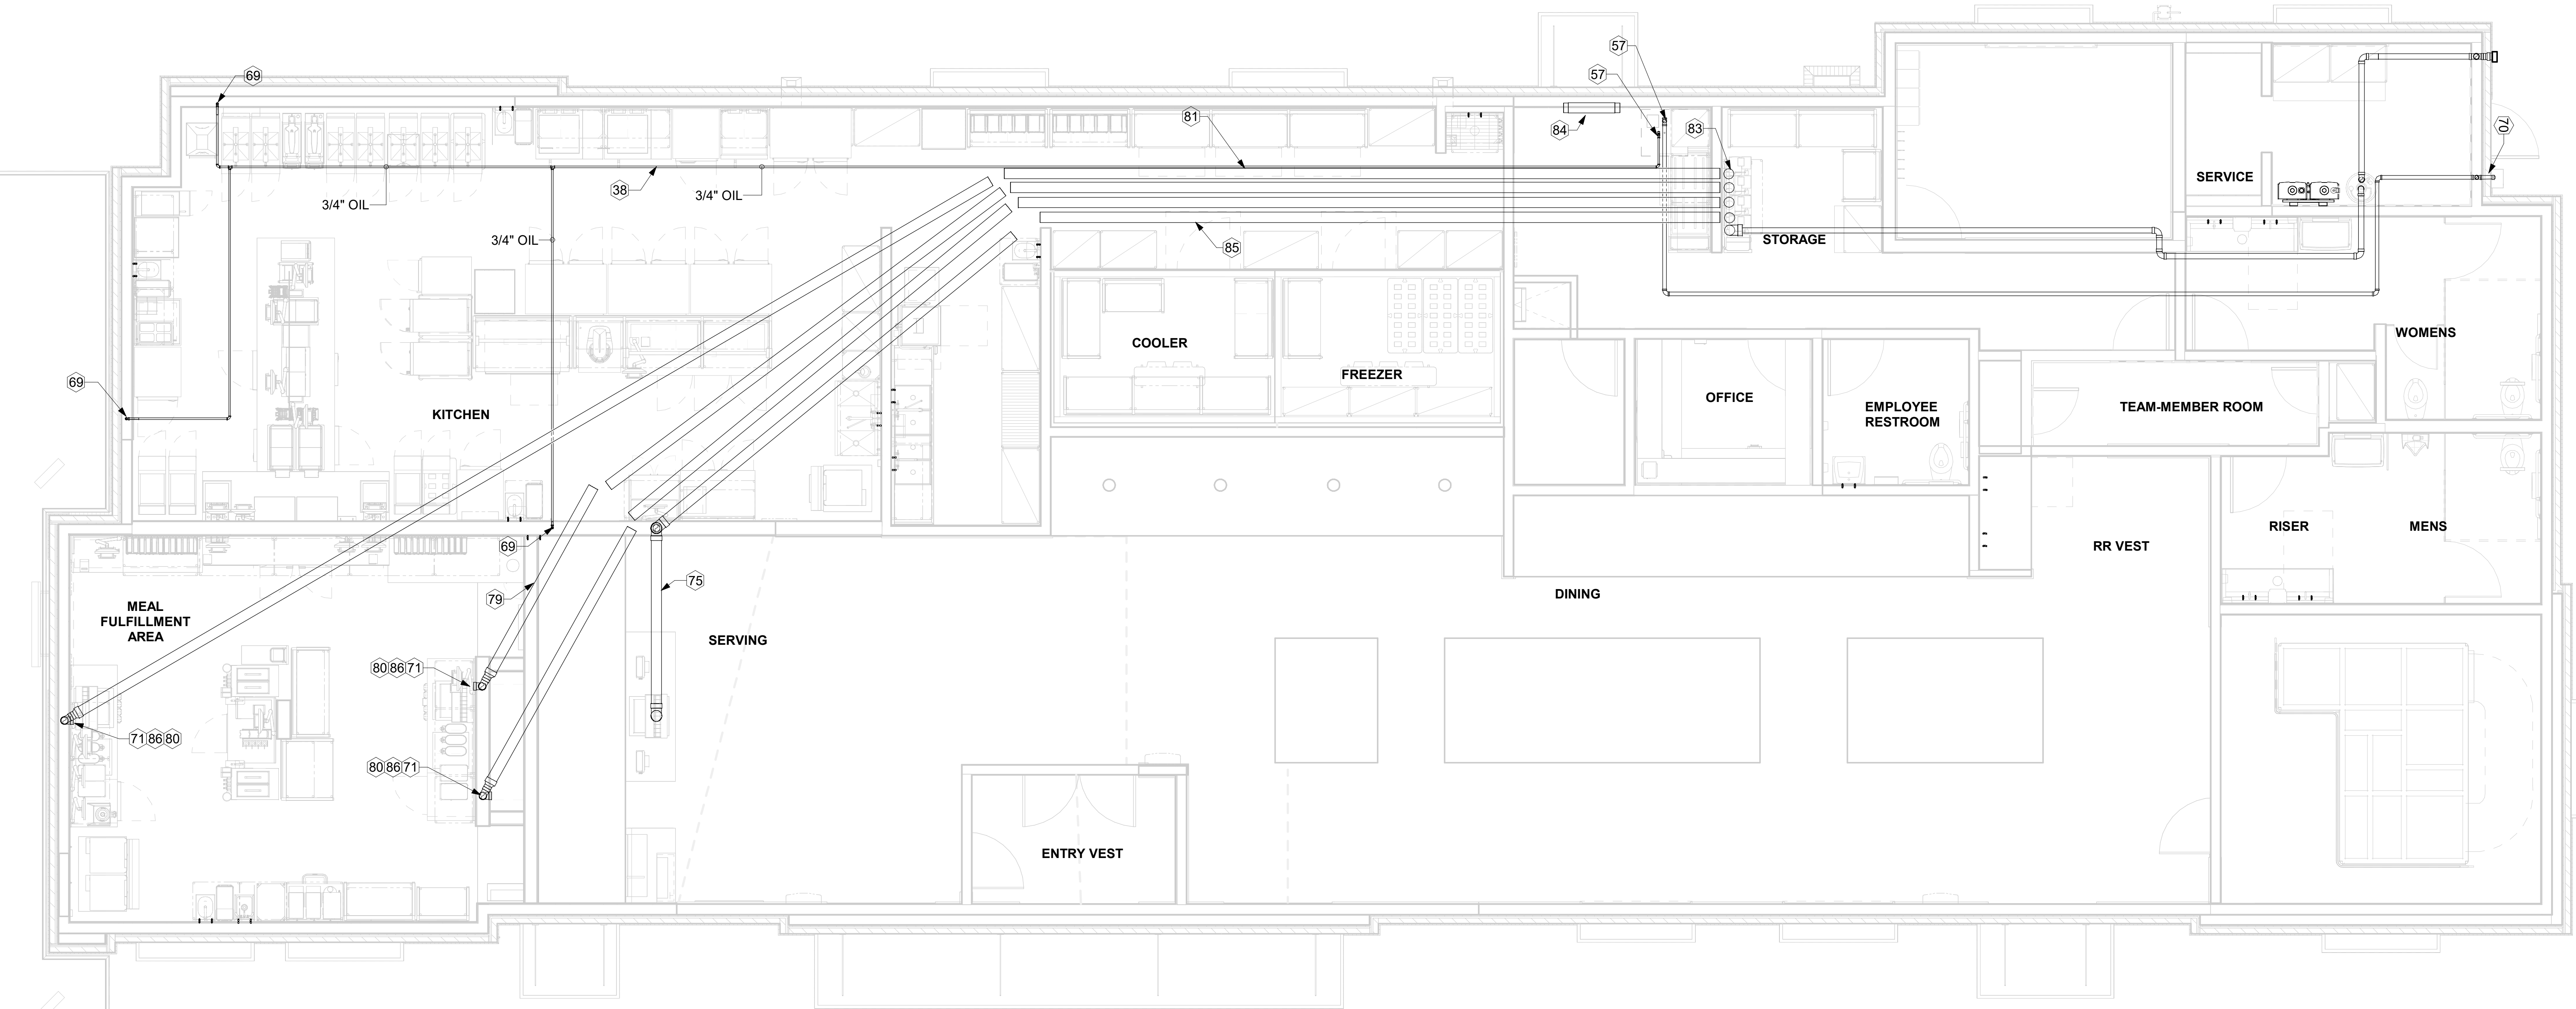 57
69
57
81
84
83
70
38
3/4" OIL
3/4" OIL
SERVICE
3/4" OIL
85
STORAGE
WOMENS
COOLER
FREEZER
69
KITCHEN
OFFICE
EMPLOYEE
RESTROOM
TEAM-MEMBER ROOM
RISER
MENS
69
RR VEST
75
79
DINING
MEAL
FULFILLMENT
AREA
SERVING
80 86 71
71 86 80
80 86 71
ENTRY VEST